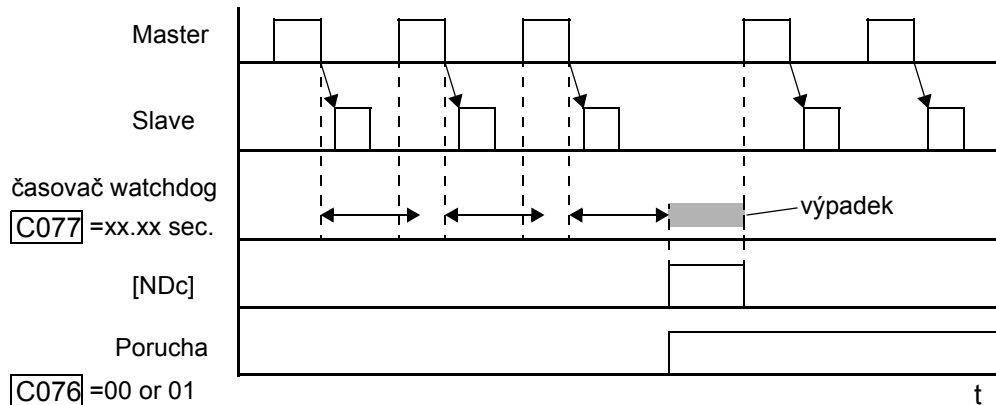 Master
Slave
časovač watchdog
C077 =xx.xx sec.
výpadek
[NDc]
Porucha
C076 =00 or 01
t